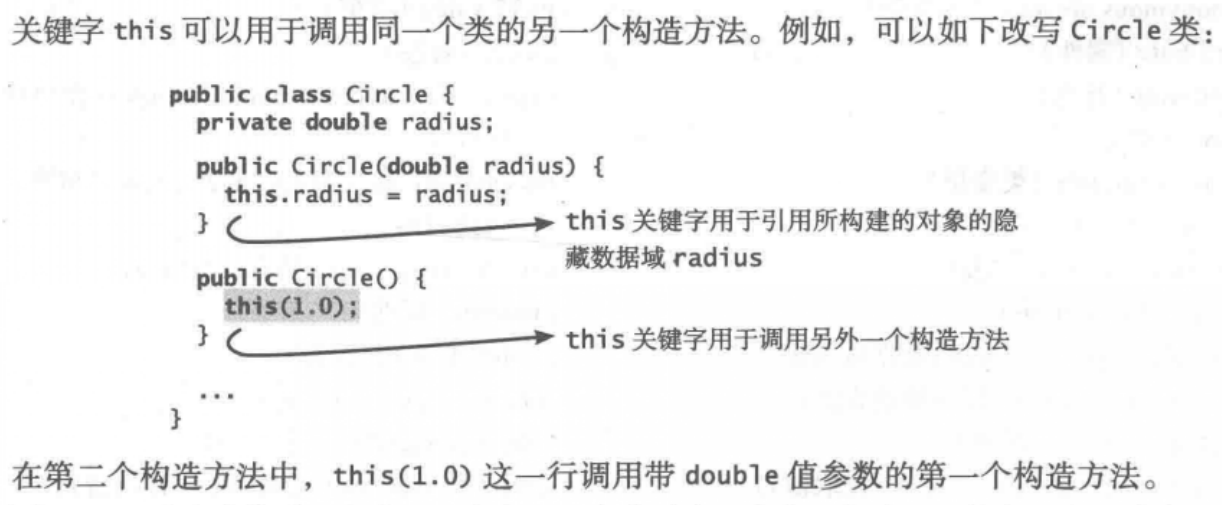 关键字 this 可以用于调用同一个类的另一个构造方法。例如，可以如下改写 Circle 类：
public class Circle {
private double radius;
public Circle(double radius) {
this.radius = radius;
}
this 关键字用于引用所构建的对象的隐
藏数据域 radius
public Circle() {
this(1.0);
}
this 关键字用于调用另外一个构造方法
...
}
在第二个构造方法中，this(1.0) 这一行调用带 double 值参数的第一个构造方法。